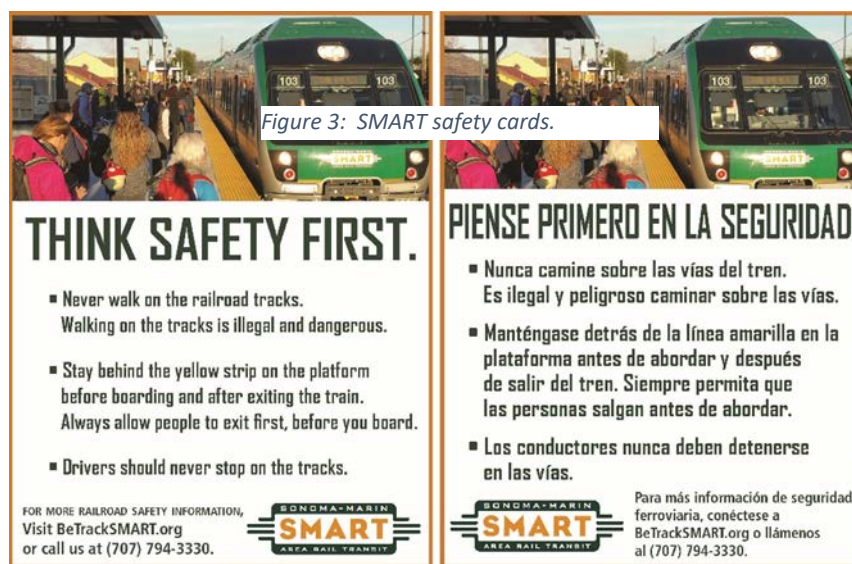 103
103
SMART
Figure 3: SMART safety cards.
THINK SAFETY FIRST.
▪ Never walk on the railroad tracks.
Walking on the tracks is illegal and dangerous.
▪ Stay behind the yellow strip on the platform
before boarding and after exiting the train.
Always allow people to exit first, before you board.
▪ Drivers should never stop on the tracks.
FOR MORE RAILROAD SAFETY INFORMATION,
Visit BeTrackSMART.org
or call us at (707) 794-3330.
SONOMA-MARIN
SMART
AREA RAIL TRANSIT
103
103
SMART
PIENSE PRIMERO EN LA SEGURIDAD
▪ Nunca camine sobre las vías del tren.
Es ilegal y peligroso caminar sobre las vías.
▪ Manténgase detrás de la línea amarilla en la
plataforma antes de abordar y después
de salir del tren. Siempre permita que
las personas salgan antes de abordar.
▪ Los conductores nunca deben detenerse
en las vías.
SONOMA-MARIN
SMART
AREA RAIL TRANSIT
Para más información de seguridad
ferroviaria, conéctese a
BeTrackSMART.org o llámenos
al (707) 794-3330.